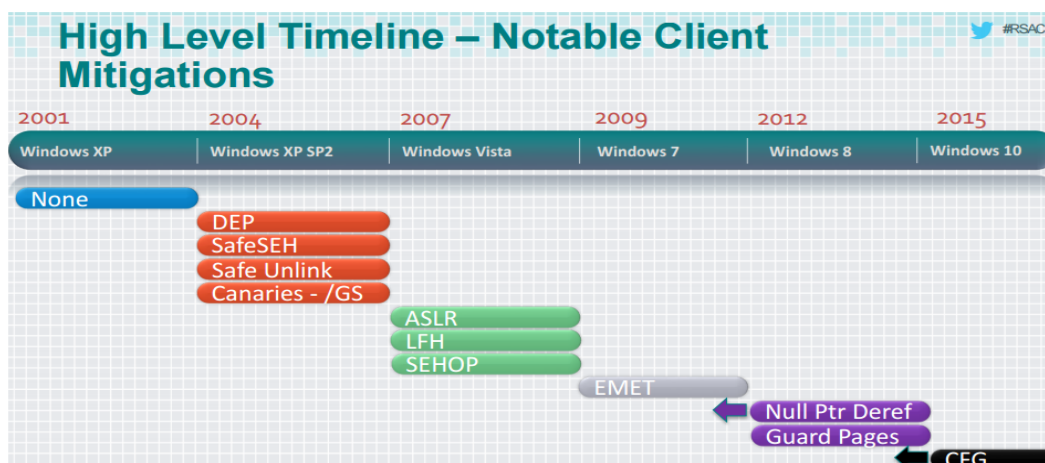 High Level Timeline – Notable Client
Mitigations
#RSAC
2001 2004 2007 2009 2012 2015
Windows XP Windows XP SP2 Windows Vista Windows 7 Windows 8 Windows 10
None
DEP
SafeSEH
Safe Unlink
Canaries - /GS
ASLR
LFH
SEHOP
EMET
Null Ptr Deref
Guard Pages
CFG